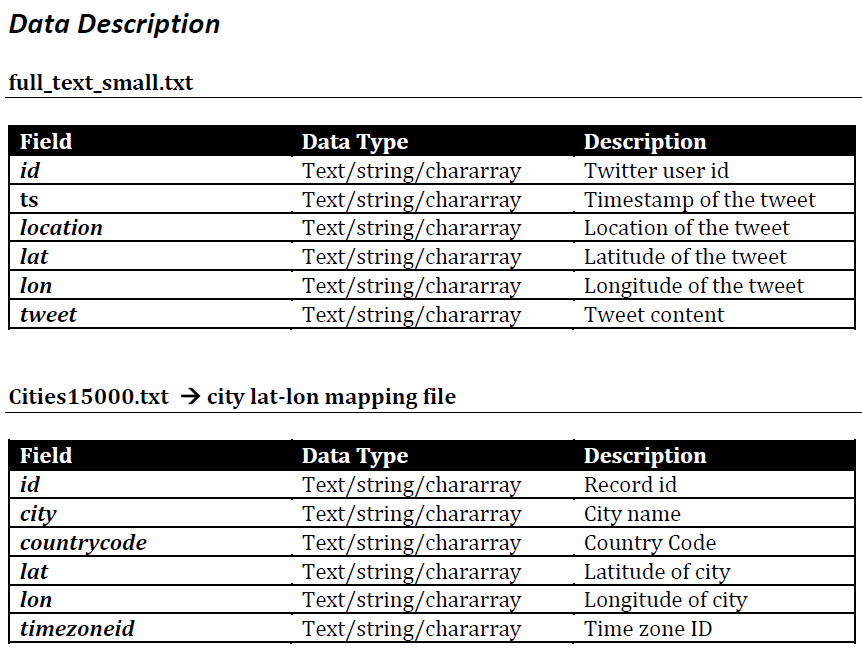 Data Description
full_text_small.txt
Field Data Type Description
id Text/string/chararray Twitter user id
ts Text/string/chararray Timestamp of the tweet
location Text/string/chararray Location of the tweet
lat Text/string/chararray Latitude of the tweet
lon Text/string/chararray Longitude of the tweet
tweet Text/string/chararray Tweet content
Cities15000.txt → city lat-lon mapping file
Field Data Type Description
id Text/string/chararray Record id
city Text/string/chararray City name
countrycode Text/string/chararray Country Code
lat Text/string/chararray Latitude of city
lon Text/string/chararray Longitude of city
timezoneid Text/string/chararray Time zone ID